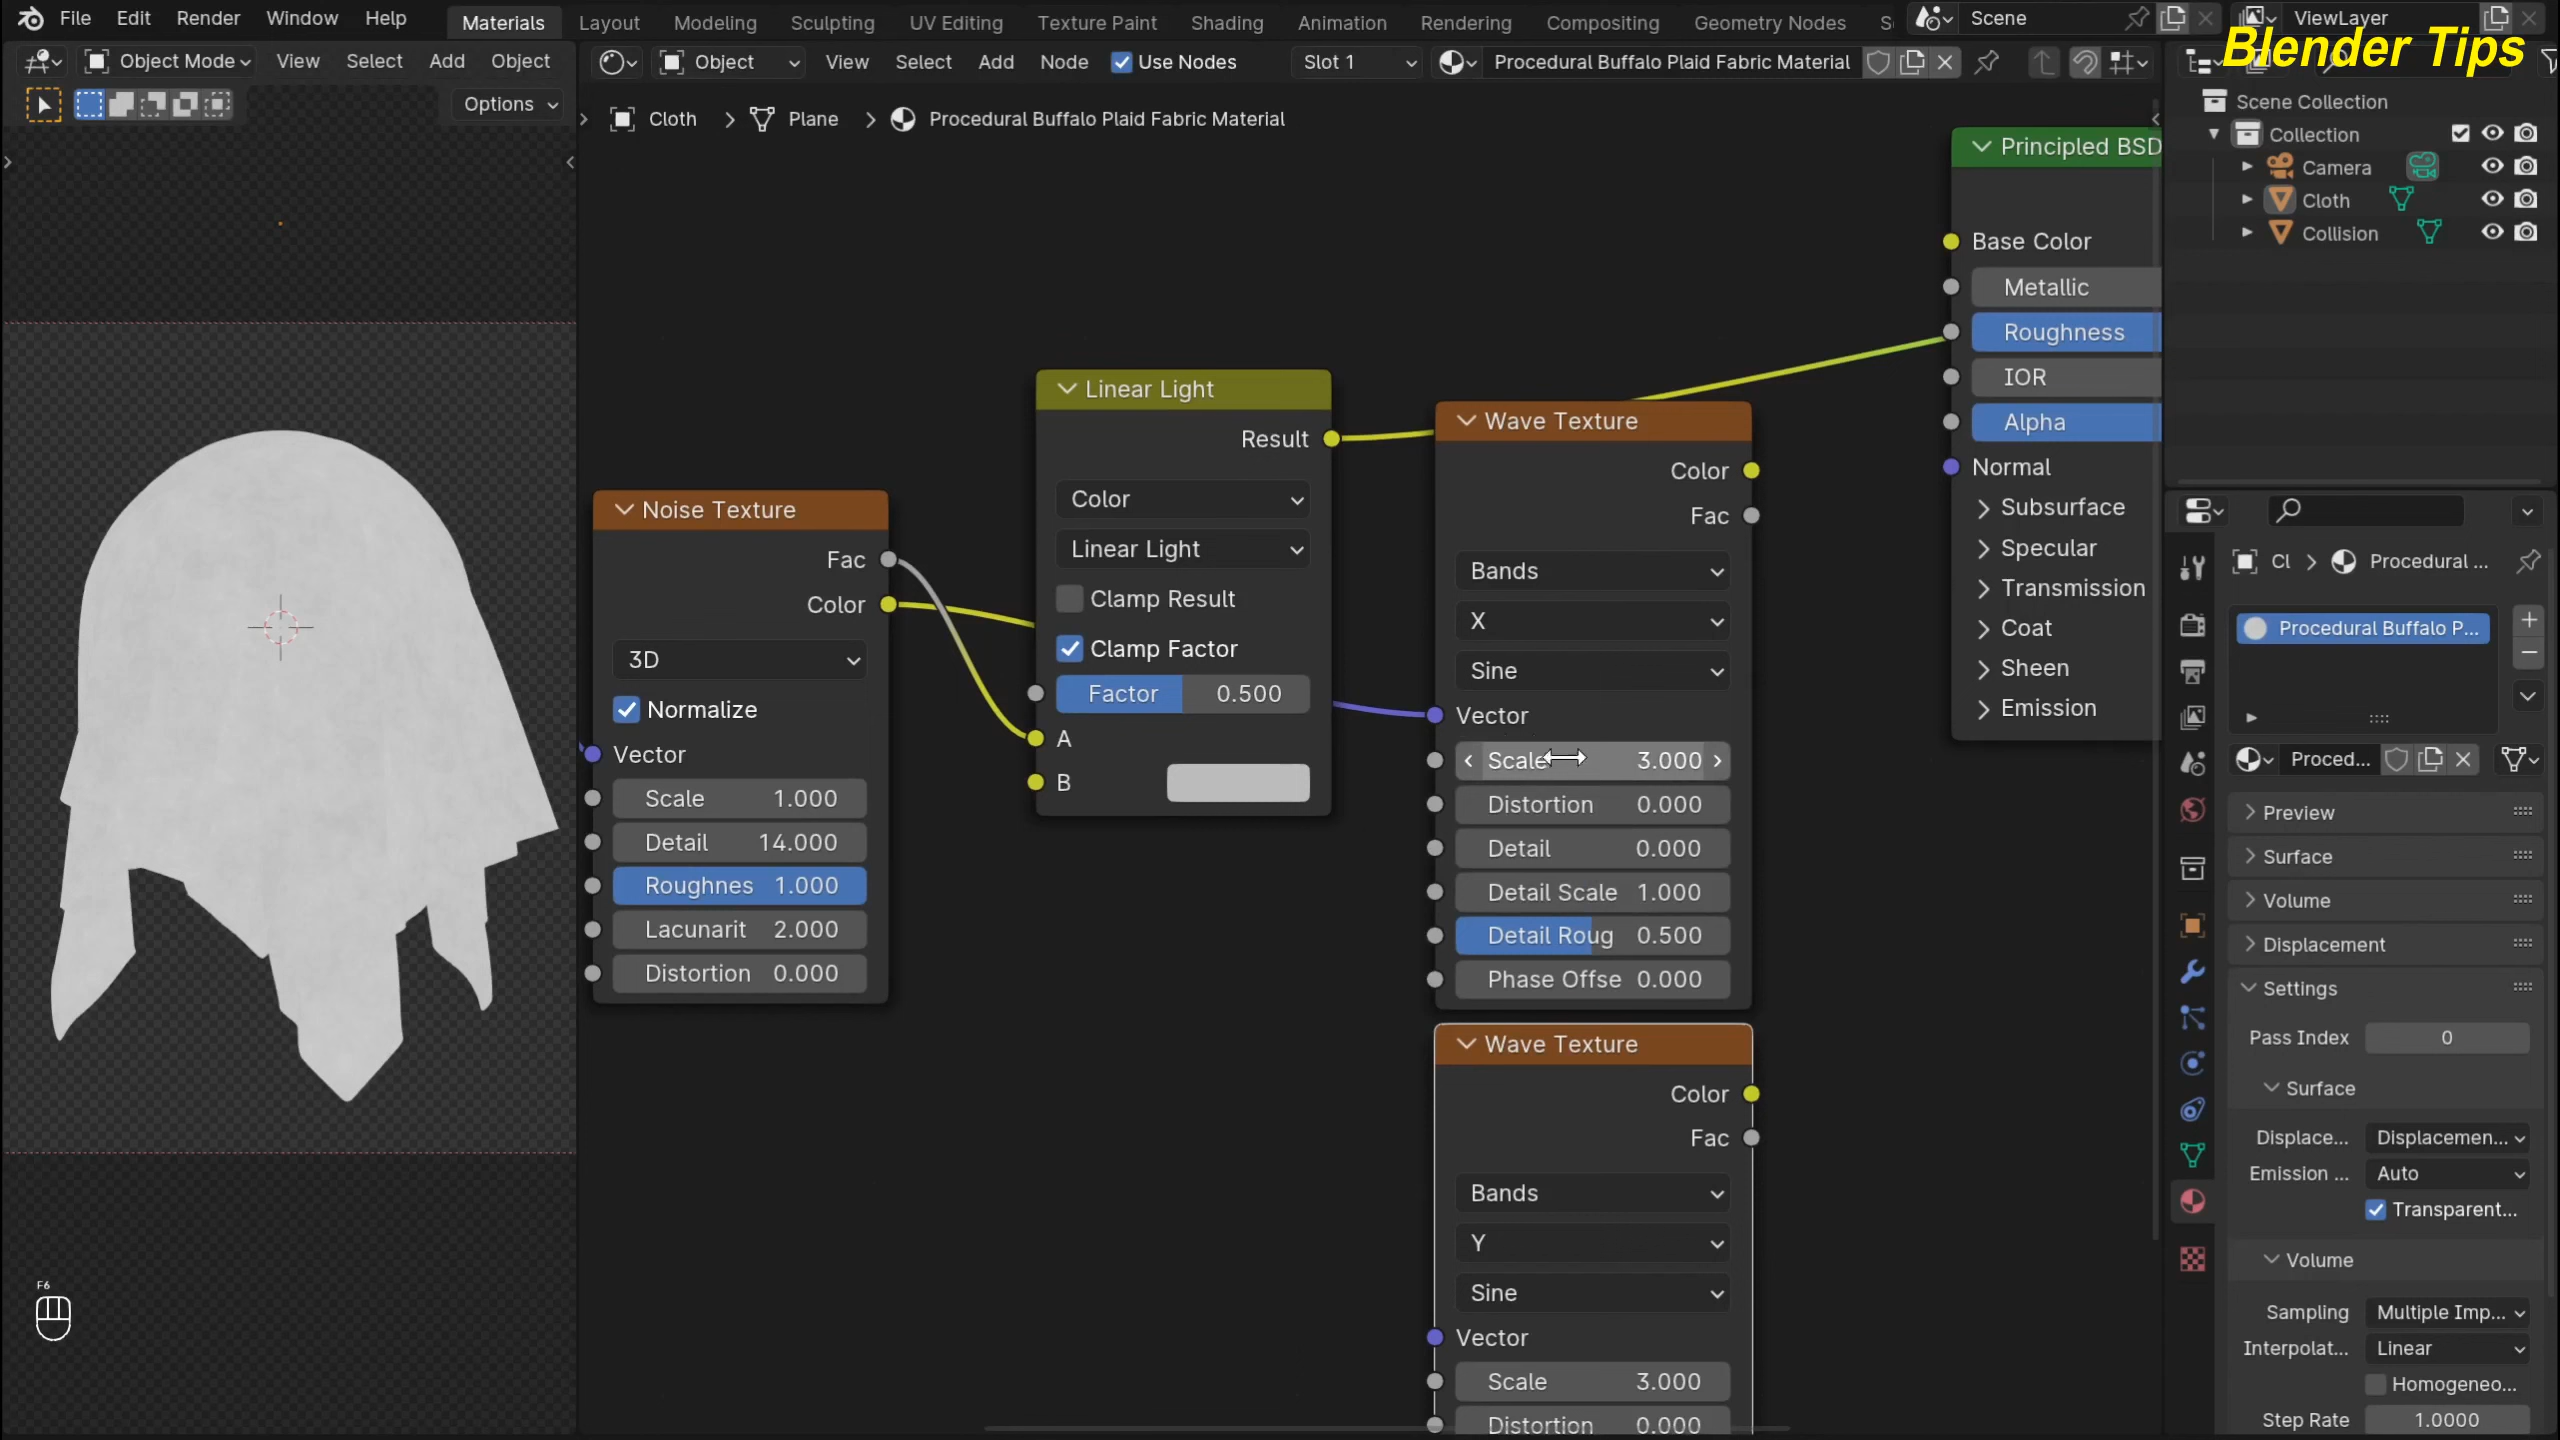 File Edit Render Window Help Materials Layout Modeling Sculpting UV Editing Texture Paint Shading Animation Rendering Compositing Geometry Nodes Scene ViewLayer
Blender Tips
Object Mode View Select Add Object
Object View Select Add Node Use Nodes Slot 1 Procedural Buffalo Plaid Fabric Material
Options
Cloth Plane Procedural Buffalo Plaid Fabric Material
Scene Collection
Collection
Camera
Cloth
Collision
Noise Texture
Fac
Color
3D
Normalize
Vector
Scale 1.000
Detail 14.000
Roughnes 1.000
Lacunarit 2.000
Distortion 0.000
Linear Light
Result
Color
Linear Light
Clamp Result
Clamp Factor
Factor 0.500
A
B
Wave Texture
Color
Fac
Bands
X
Sine
Vector
Scale 3.000
Distortion 0.000
Detail 0.000
Detail Scale 1.000
Detail Roug 0.500
Phase Offse 0.000
Wave Texture
Color
Fac
Bands
Y
Sine
Vector
Scale 3.000
Distortion 0.000
Principled BSD
Base Color
Metallic
Roughness
IOR
Alpha
Normal
Subsurface
Specular
Transmission
Coat
Sheen
Emission
Cl Procedural ...
Procedural Buffalo P...
Proced...
Preview
Surface
Volume
Displacement
Settings
Pass Index 0
Surface
Displace... Displacemen...
Emission ... Auto
Transparent...
Volume
Sampling Multiple Imp...
Interpolat... Linear
Homogeneo...
Step Rate 1.0000
F6